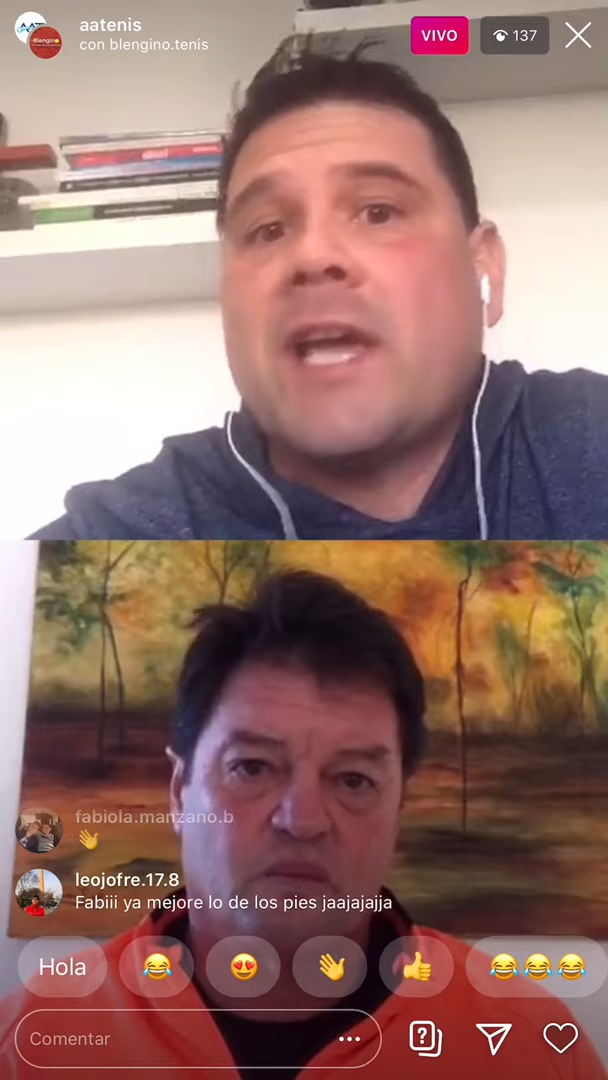 aatenis
con blengino.tenis
VIVO
137
fabiola.manzano.b
👋
leojofre.17.8
Fabiii ya mejore lo de los pies jaajajajja
Hola
😂 😍 👋 👍 😂😂😂
Comentar